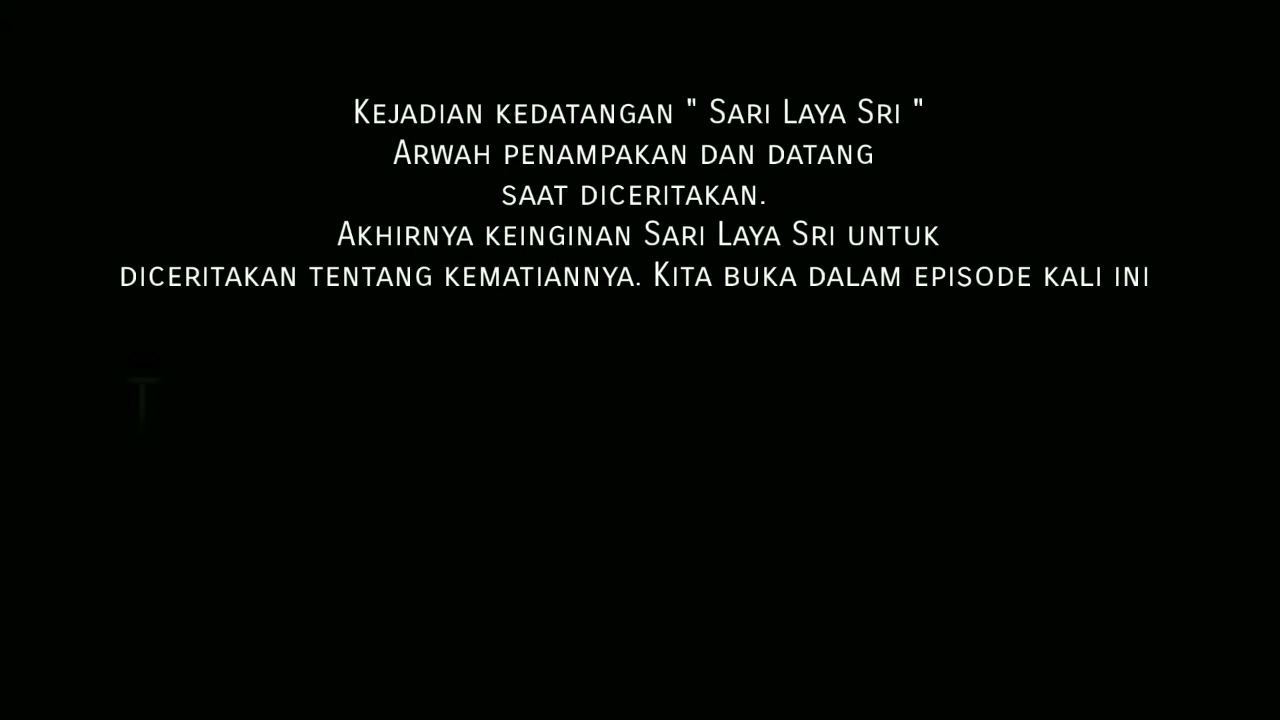 Kejadian kedatangan " Sari Laya Sri "
Arwah penampakan dan datang
saat diceritakan.
Akhirnya keinginan Sari Laya Sri untuk
diceritakan tentang kematiannya. Kita buka dalam episode kali ini
T